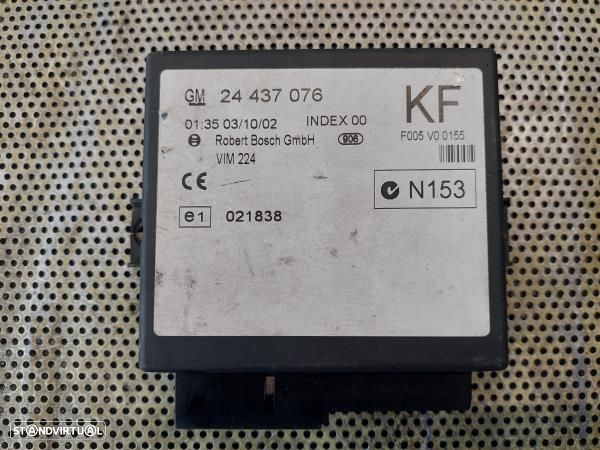 GM 24 437 076
KF
01:35 03/10/02 INDEX 00
F005 V0 0155
Robert Bosch GmbH 906
VIM 224
CE
N153
e1 021838
STANDVIRTUAL